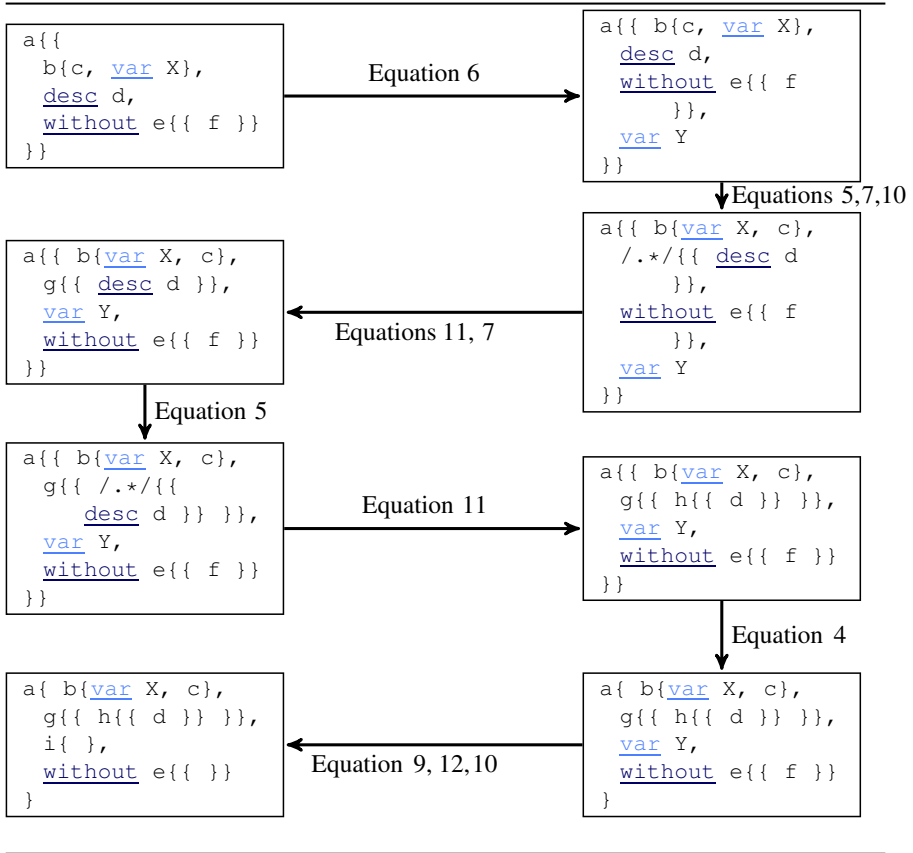 a{{
b{c, var X},
desc d,
without e{{ f }}
}}
Equation 6
a{{ b{c, var X},
desc d,
without e{{ f
}},
var Y
}}
Equations 5,7,10
a{{ b{var X, c},
/.*/{{ desc d
}},
without e{{ f
}},
var Y
}}
Equations 11, 7
a{{ b{var X, c},
g{{ desc d }},
var Y,
without e{{ f }}
}}
Equation 5
a{{ b{var X, c},
g{{ /.*/{{
desc d }} }},
var Y,
without e{{ f }}
}}
Equation 11
a{{ b{var X, c},
g{{ h{{ d }} }},
var Y,
without e{{ f }}
}}
Equation 4
a{ b{var X, c},
g{{ h{{ d }} }},
var Y,
without e{{ f }}
}
Equation 9, 12,10
a{ b{var X, c},
g{{ h{{ d }} }},
i{ },
without e{{ }}
}